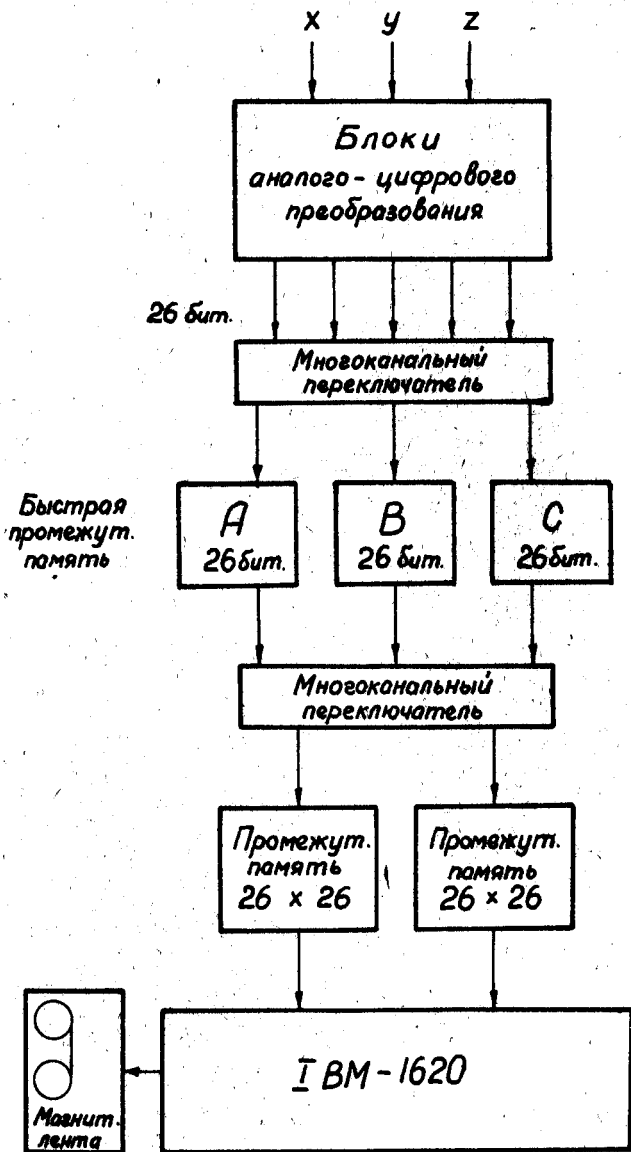 x y z
Блоки
аналого-цифрового
преобразования
26 бит.
Многоканальный
переключатель
Быстрая
промежут.
память
A
26 бит.
B
26 бит.
C
26 бит.
Многоканальный
переключатель
Промежут.
память
26 x 26
Промежут.
память
26 x 26
IBM-1620
Магнит.
лента